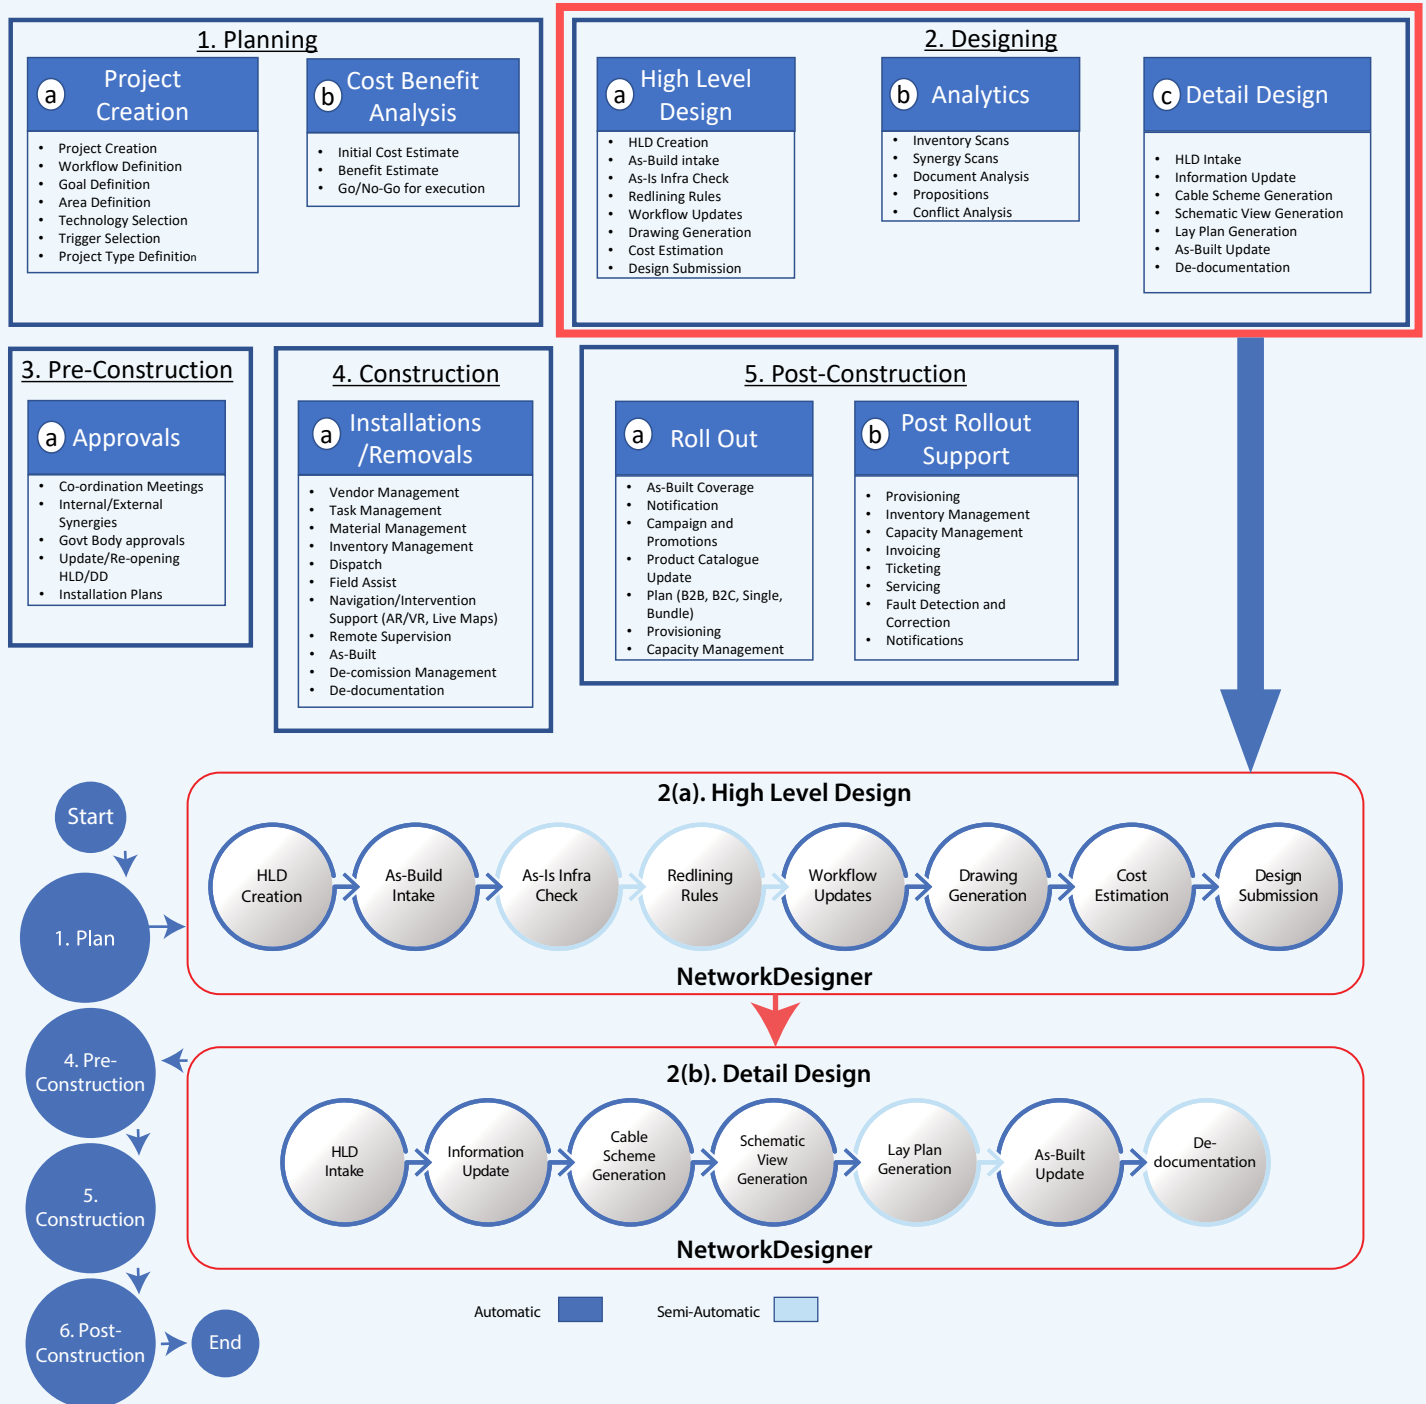 1. Planning
a
Project
Creation
• Project Creation
• Workflow Definition
• Goal Definition
• Area Definition
• Technology Selection
• Trigger Selection
• Project Type Definition
b
Cost Benefit
Analysis
• Initial Cost Estimate
• Benefit Estimate
• Go/No-Go for execution
2. Designing
a
High Level
Design
• HLD Creation
• As-Build intake
• As-Is Infra Check
• Redlining Rules
• Workflow Updates
• Drawing Generation
• Cost Estimation
• Design Submission
b
Analytics
• Inventory Scans
• Synergy Scans
• Document Analysis
• Propositions
• Conflict Analysis
c
Detail Design
• HLD Intake
• Information Update
• Cable Scheme Generation
• Schematic View Generation
• Lay Plan Generation
• As-Built Update
• De-documentation
3. Pre-Construction
a
Approvals
• Co-ordination Meetings
• Internal/External
Synergies
• Govt Body approvals
• Update/Re-opening
HLD/DD
• Installation Plans
4. Construction
a
Installations
/Removals
• Vendor Management
• Task Management
• Material Management
• Inventory Management
• Dispatch
• Field Assist
• Navigation/Intervention
Support (AR/VR, Live Maps)
• Remote Supervision
• As-Built
• De-comission Management
• De-documentation
5. Post-Construction
a
Roll Out
• As-Built Coverage
• Notification
• Campaign and
Promotions
• Product Catalogue
Update
• Plan (B2B, B2C, Single,
Bundle)
• Provisioning
• Capacity Management
b
Post Rollout
Support
• Provisioning
• Inventory Management
• Capacity Management
• Invoicing
• Ticketing
• Servicing
• Fault Detection and
Correction
• Notifications
Start
1. Plan
2(a). High Level Design
HLD
Creation
As-Build
Intake
As-Is Infra
Check
Redlining
Rules
Workflow
Updates
Drawing
Generation
Cost
Estimation
Design
Submission
NetworkDesigner
2(b). Detail Design
HLD
Intake
Information
Update
Cable
Scheme
Generation
Schematic
View
Generation
Lay Plan
Generation
As-Built
Update
De-
documentation
NetworkDesigner
4. Pre-
Construction
5.
Construction
6. Post-
Construction
End
Automatic
Semi-Automatic